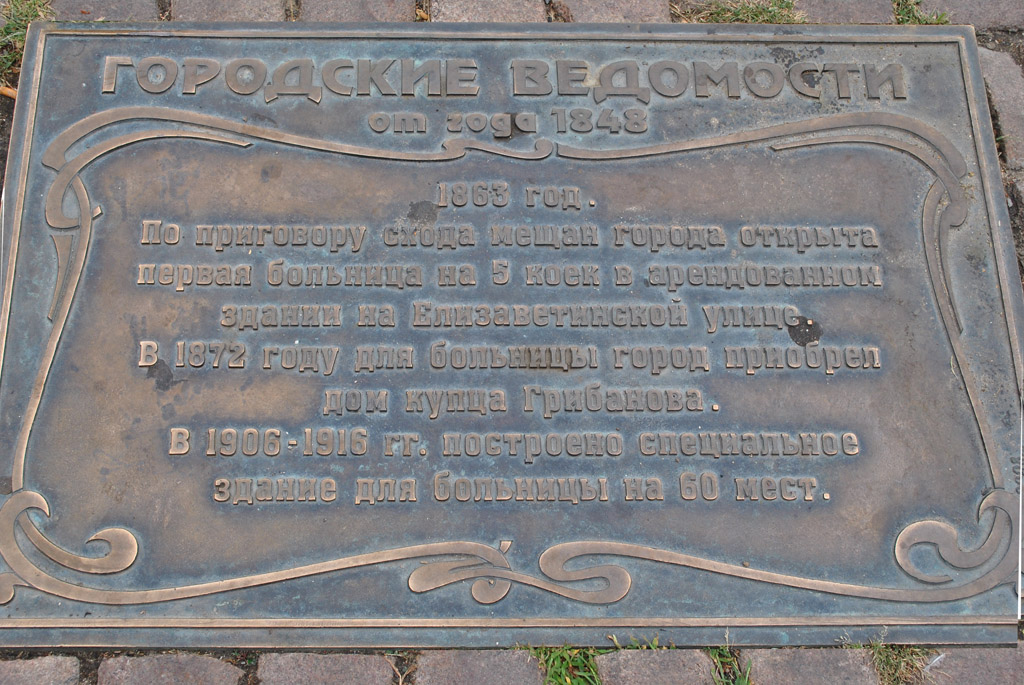 ГОРОДСКИЕ ВЕДОМОСТИ
от года 1848
1863 год.
По приговору схода мещан города открыта
первая больница на 5 коек в арендованном
здании на Елизаветинской улице
В 1872 году для больницы город приобрел
дом купца Грибанова.
В 1906-1916 гг. построено специальное
здание для больницы на 60 мест.